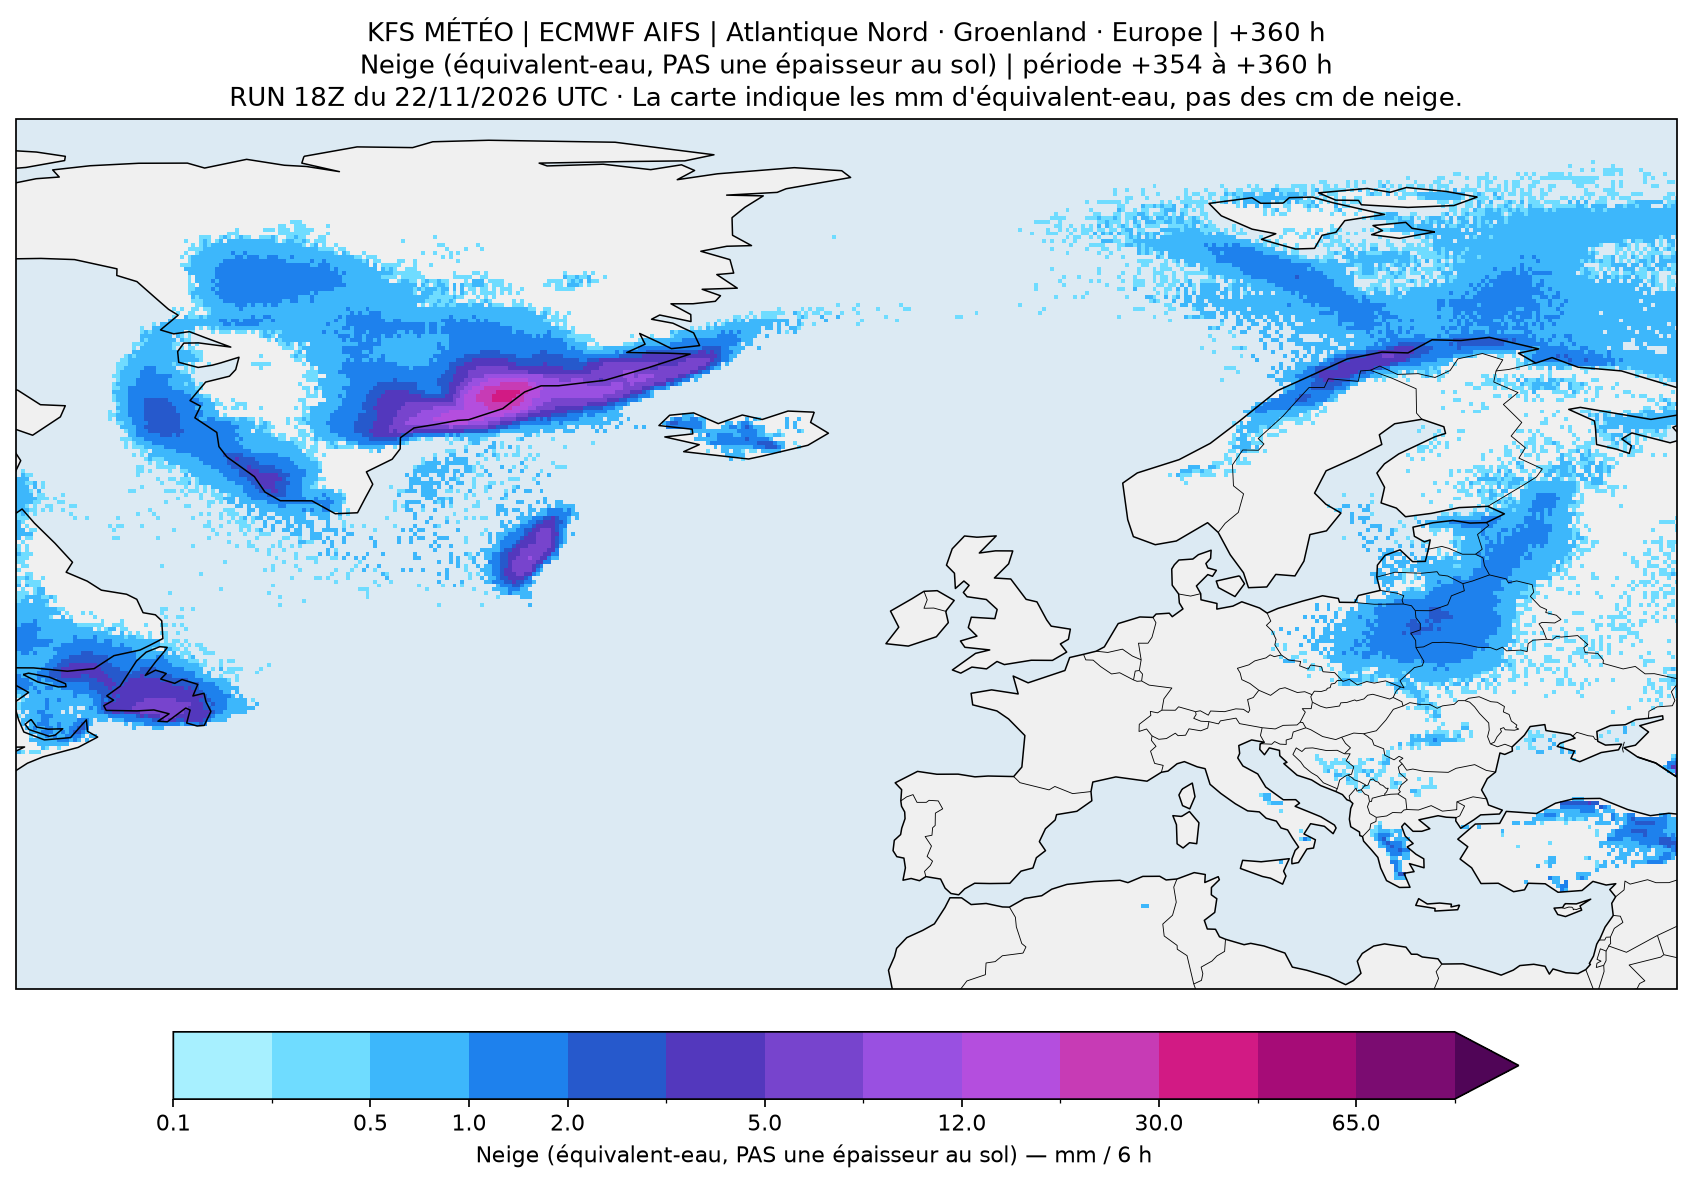 KFS MÉTÉO | ECMWF AIFS | Atlantique Nord · Groenland · Europe | +360 h
Neige (équivalent-eau, PAS une épaisseur au sol) | période +354 à +360 h
RUN 18Z du 22/11/2026 UTC · La carte indique les mm d'équivalent-eau, pas des cm de neige.
0.1 0.5 1.0 2.0 5.0 12.0 30.0 65.0
Neige (équivalent-eau, PAS une épaisseur au sol) — mm / 6 h